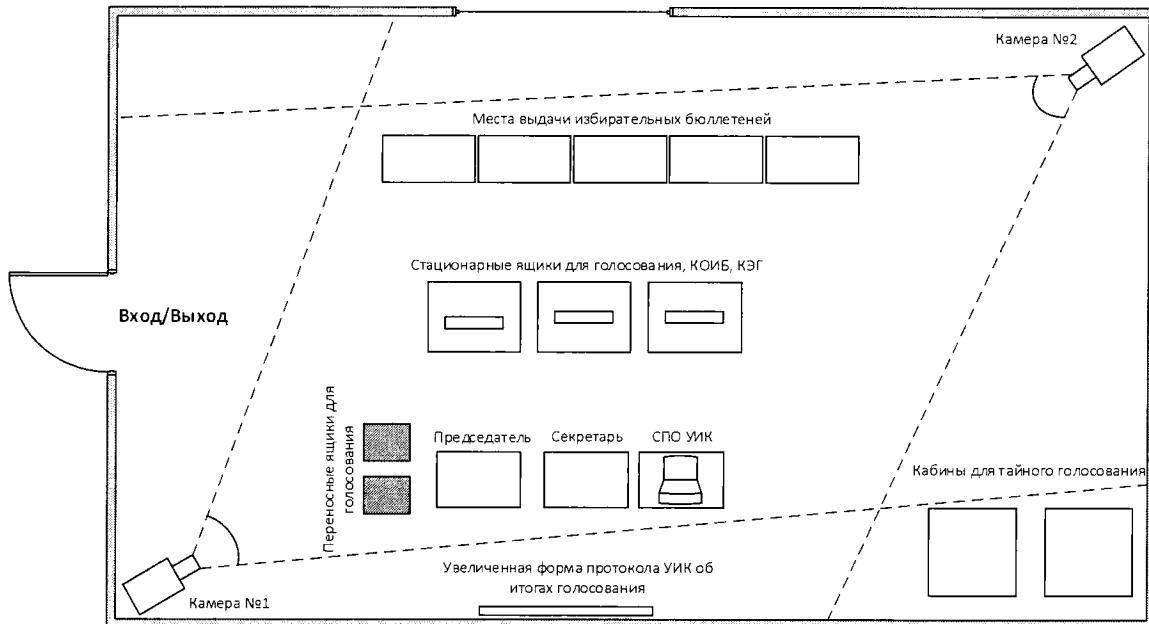 Камера №2
Места выдачи избирательных бюллетеней
Стационарные ящики для голосования, КОИБ, КЭГ
Вход/Выход
Переносные ящики для
голосования
Председатель
Секретарь
СПО УИК
Кабины для тайного голосования
Увеличенная форма протокола УИК об
итогах голосования
Камера №1